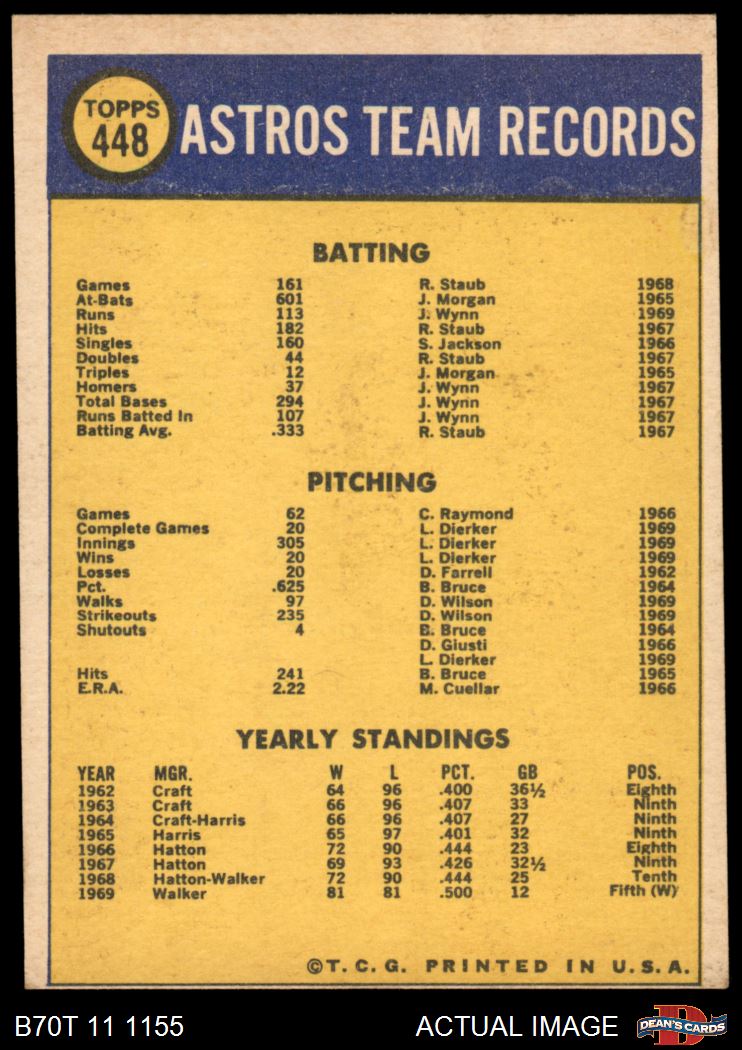 TOPPS
448
ASTROS TEAM RECORDS
BATTING
Games 161 R. Staub 1968
At-Bats 601 J. Morgan 1965
Runs 113 J. Wynn 1969
Hits 182 R. Staub 1967
Singles 160 S. Jackson 1966
Doubles 44 R. Staub 1967
Triples 12 J. Morgan 1965
Homers 37 J. Wynn 1967
Total Bases 294 J. Wynn 1967
Runs Batted In 107 J. Wynn 1967
Batting Avg. .333 R. Staub 1967
PITCHING
Games 62 C. Raymond 1966
Complete Games 20 L. Dierker 1969
Innings 305 L. Dierker 1969
Wins 20 L. Dierker 1969
Losses 20 D. Farrell 1962
Pct. .625 B. Bruce 1964
Walks 97 D. Wilson 1969
Strikeouts 235 D. Wilson 1969
Shutouts 4 B. Bruce 1964
D. Giusti 1966
L. Dierker 1969
Hits 241 B. Bruce 1965
E.R.A. 2.22 M. Cuellar 1966
YEARLY STANDINGS
YEAR MGR. W L PCT. GB POS.
1962 Craft 64 96 .400 36½ Eighth
1963 Craft 66 96 .407 33 Ninth
1964 Craft-Harris 66 96 .407 27 Ninth
1965 Harris 65 97 .401 32 Ninth
1966 Hatton 72 90 .444 23 Eighth
1967 Hatton 69 93 .426 32½ Ninth
1968 Hatton-Walker 72 90 .444 25 Tenth
1969 Walker 81 81 .500 12 Fifth (W)
©T. C. G. PRINTED IN U. S. A.
B70T 11 1155 ACTUAL IMAGE DEAN'S CARDS